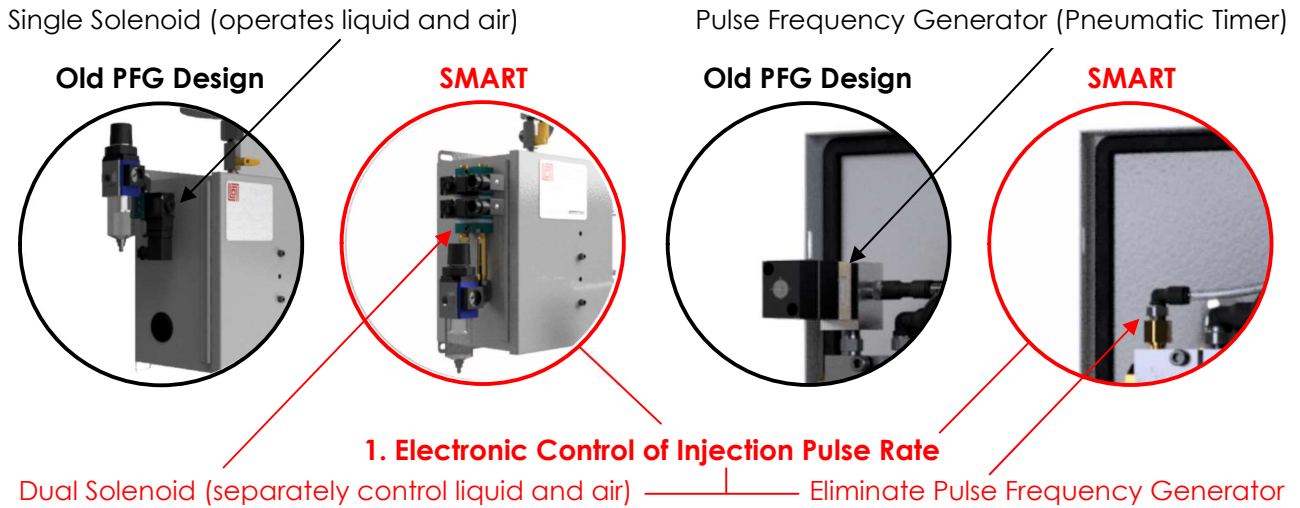 Single Solenoid (operates liquid and air)
Pulse Frequency Generator (Pneumatic Timer)
Old PFG Design
SMART
Old PFG Design
SMART
1. Electronic Control of Injection Pulse Rate
Dual Solenoid (separately control liquid and air)
Eliminate Pulse Frequency Generator